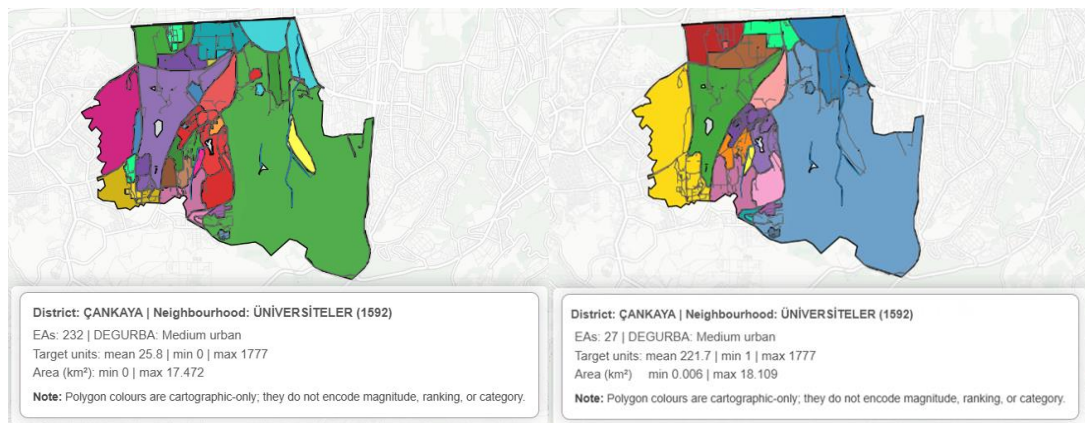 District: ÇANKAYA | Neighbourhood: ÜNİVERSİTELER (1592)
EAs: 232 | DEGURBA: Medium urban
Target units: mean 25.8 | min 0 | max 1777
Area (km²): min 0 | max 17.472
Note: Polygon colours are cartographic-only; they do not encode magnitude, ranking, or category.
District: ÇANKAYA | Neighbourhood: ÜNİVERSİTELER (1592)
EAs: 27 | DEGURBA: Medium urban
Target units: mean 221.7 | min 1 | max 1777
Area (km²) min 0.006 | max 18.109
Note: Polygon colours are cartographic-only; they do not encode magnitude, ranking, or category.